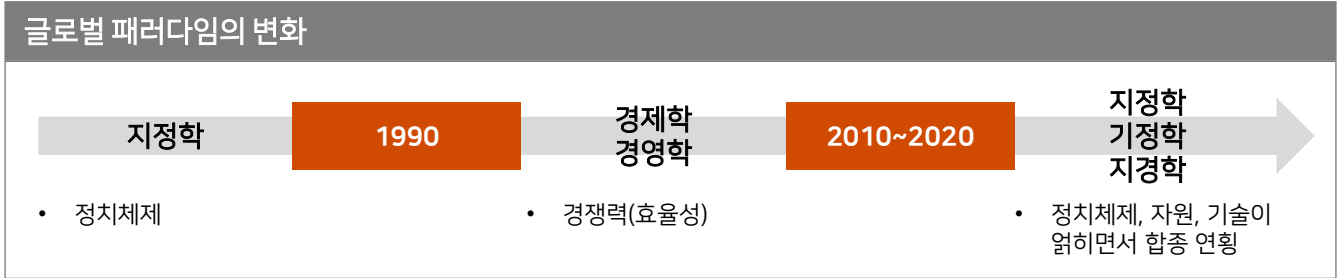 글로벌 패러다임의 변화
지정학
1990
경제학
경영학
2010~2020
지정학
기정학
지경학
• 정치체제
• 경쟁력(효율성)
• 정치체제, 자원, 기술이
얽히면서 합종 연횡